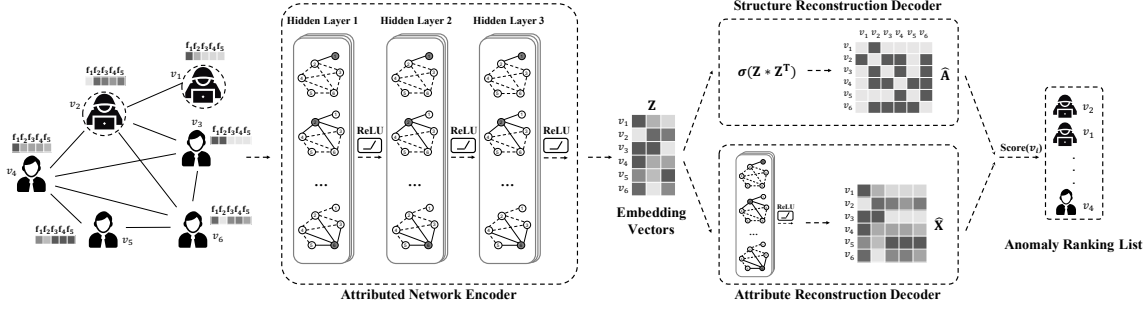 Structure Reconstruction Decoder
Hidden Layer 1 Hidden Layer 2 Hidden Layer 3
f1f2f3f4f5
v1
f1f2f3f4f5
v2
v3
f1f2f3f4f5
f1f2f3f4f5
v4
f1f2f3f4f5
v5
f1f2f3f4f5
v6
ReLU ReLU ReLU
... ... ...
Attributed Network Encoder
Z
v1
v2
v3
v4
v5
v6
Embedding
Vectors
σ(Z * Z^T)
v1 v2 v3 v4 v5 v6
v1
v2
v3
v4
v5
v6
Â
ReLU
...
v1
v2
v3
v4
v5
v6
X̂
Attribute Reconstruction Decoder
Score(vi)
v2
v1
v4
Anomaly Ranking List